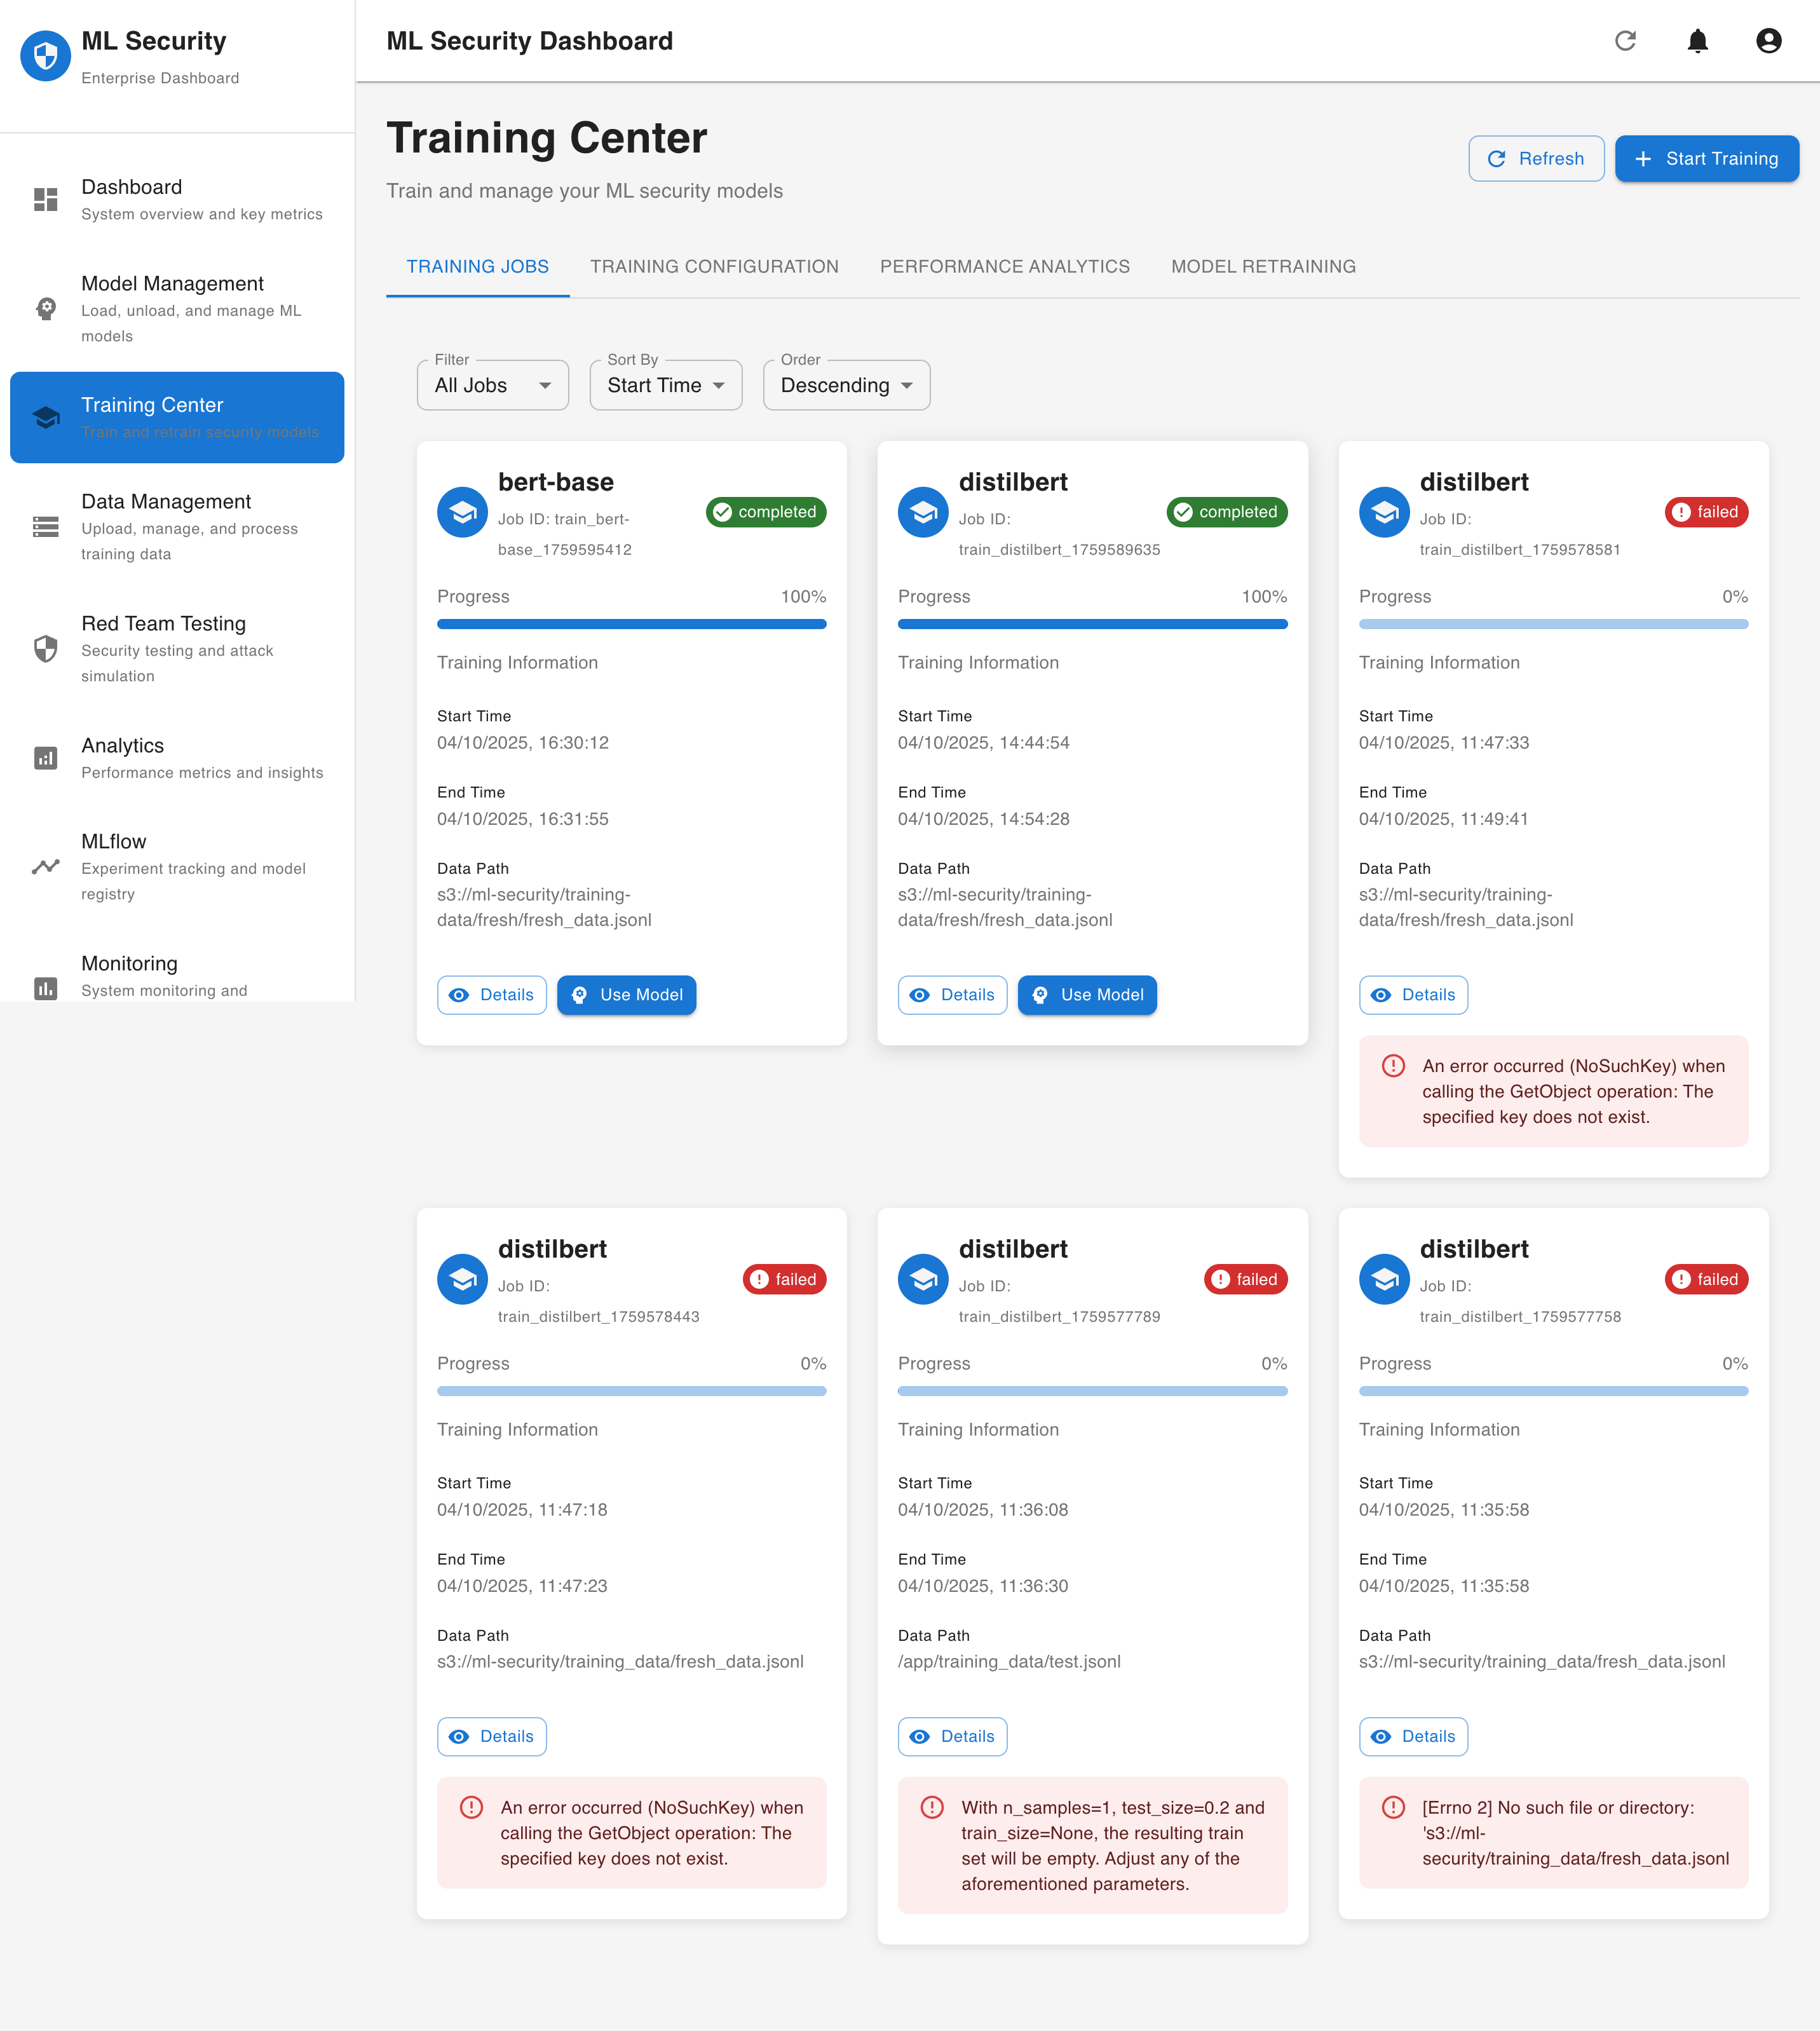 ML Security
Enterprise Dashboard
Dashboard
System overview and key metrics
Model Management
Load, unload, and manage ML
models
Training Center
Train and retrain security models
Data Management
Upload, manage, and process
training data
Red Team Testing
Security testing and attack
simulation
Analytics
Performance metrics and insights
MLflow
Experiment tracking and model
registry
Monitoring
System monitoring and
ML Security Dashboard
Training Center
Train and manage your ML security models
Refresh
Start Training
TRAINING JOBS
TRAINING CONFIGURATION
PERFORMANCE ANALYTICS
MODEL RETRAINING
Filter
All Jobs
Sort By
Start Time
Order
Descending
bert-base
Job ID: train_bert-
base_1759595412
completed
Progress
100%
Training Information
Start Time
04/10/2025, 16:30:12
End Time
04/10/2025, 16:31:55
Data Path
s3://ml-security/training-
data/fresh/fresh_data.jsonl
Details
Use Model
distilbert
Job ID:
train_distilbert_1759589635
completed
Progress
100%
Training Information
Start Time
04/10/2025, 14:44:54
End Time
04/10/2025, 14:54:28
Data Path
s3://ml-security/training-
data/fresh/fresh_data.jsonl
Details
Use Model
distilbert
Job ID:
train_distilbert_1759578581
failed
Progress
0%
Training Information
Start Time
04/10/2025, 11:47:33
End Time
04/10/2025, 11:49:41
Data Path
s3://ml-security/training-
data/fresh/fresh_data.jsonl
Details
An error occurred (NoSuchKey) when
calling the GetObject operation: The
specified key does not exist.
distilbert
Job ID:
train_distilbert_1759578443
failed
Progress
0%
Training Information
Start Time
04/10/2025, 11:47:18
End Time
04/10/2025, 11:47:23
Data Path
s3://ml-security/training_data/fresh_data.jsonl
Details
An error occurred (NoSuchKey) when
calling the GetObject operation: The
specified key does not exist.
distilbert
Job ID:
train_distilbert_1759577789
failed
Progress
0%
Training Information
Start Time
04/10/2025, 11:36:08
End Time
04/10/2025, 11:36:30
Data Path
/app/training_data/test.jsonl
Details
With n_samples=1, test_size=0.2 and
train_size=None, the resulting train
set will be empty. Adjust any of the
aforementioned parameters.
distilbert
Job ID:
train_distilbert_1759577758
failed
Progress
0%
Training Information
Start Time
04/10/2025, 11:35:58
End Time
04/10/2025, 11:35:58
Data Path
s3://ml-security/training_data/fresh_data.jsonl
Details
[Errno 2] No such file or directory:
's3://ml-
security/training_data/fresh_data.jsonl